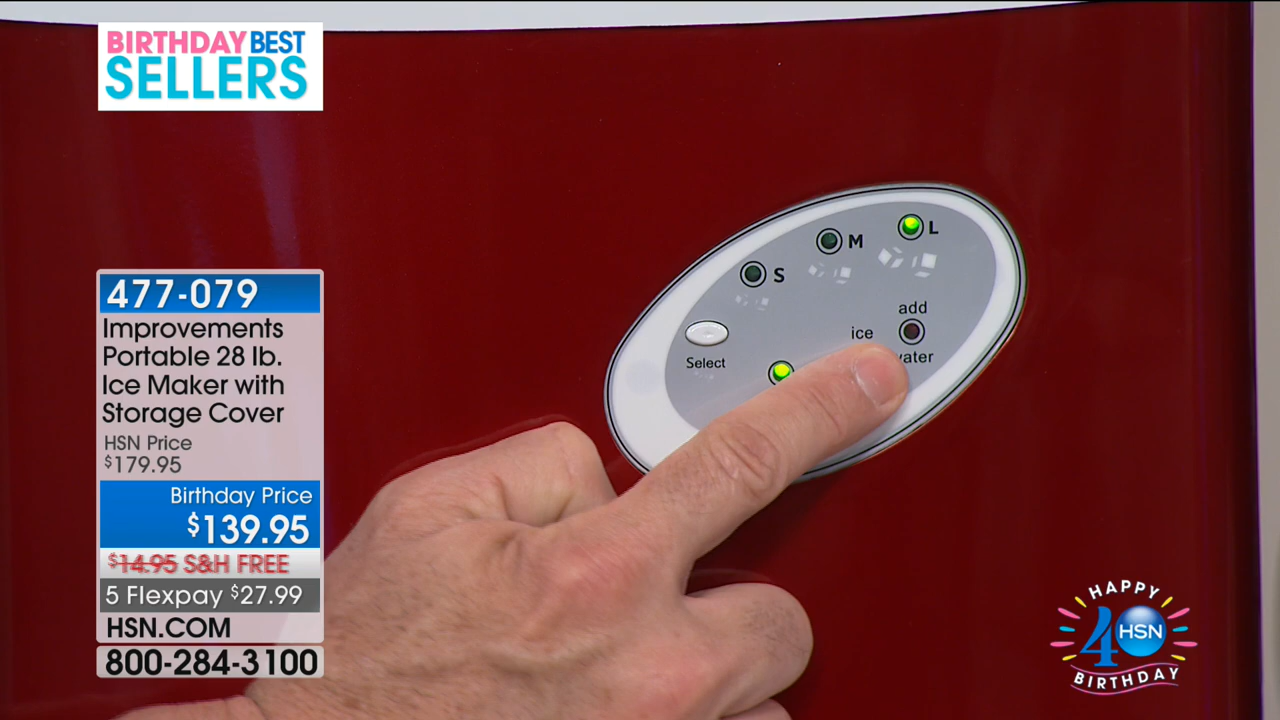 BIRTHDAY BEST
SELLERS
477-079
Improvements
Portable 28 lb.
Ice Maker with
Storage Cover
HSN Price
$179.95
Birthday Price
$139.95
$14.95 S&H FREE
5 Flexpay $27.99
HSN.COM
800-284-3100
S
M
L
Select
ice
add
HAPPY
40
HSN
BIRTHDAY